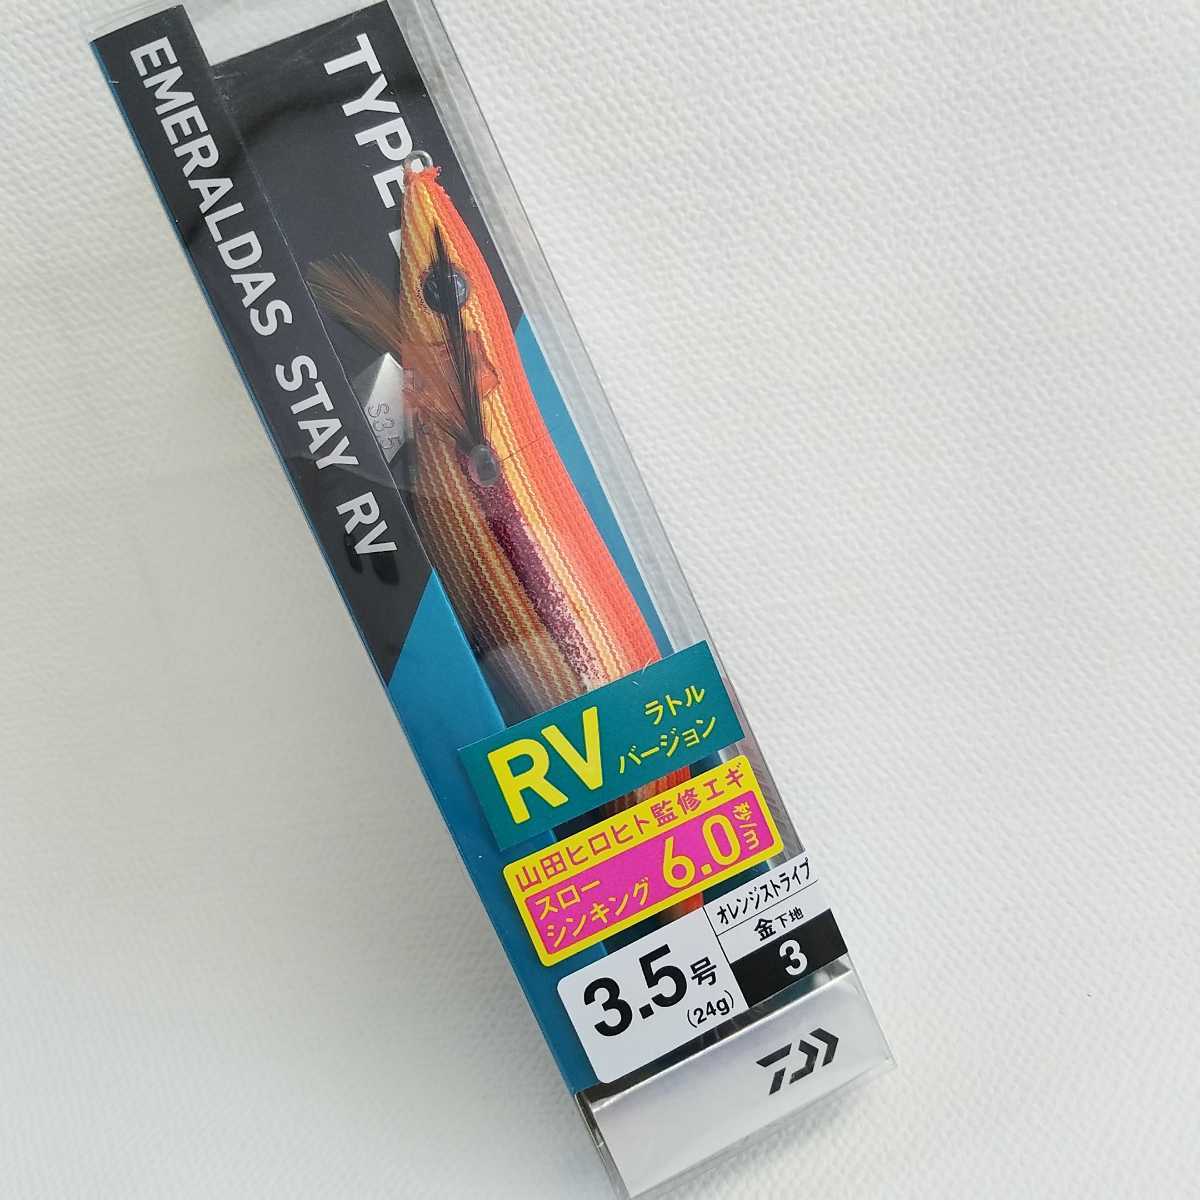 EMERALDAS STAY RV
TYPE
S3.5
RV
ラトル
バージョン
山田ヒロヒト監修エギ
スロー
シンキング
6.0
秒/m
オレンジストライプ
金下地
3
3.5号
(24g)